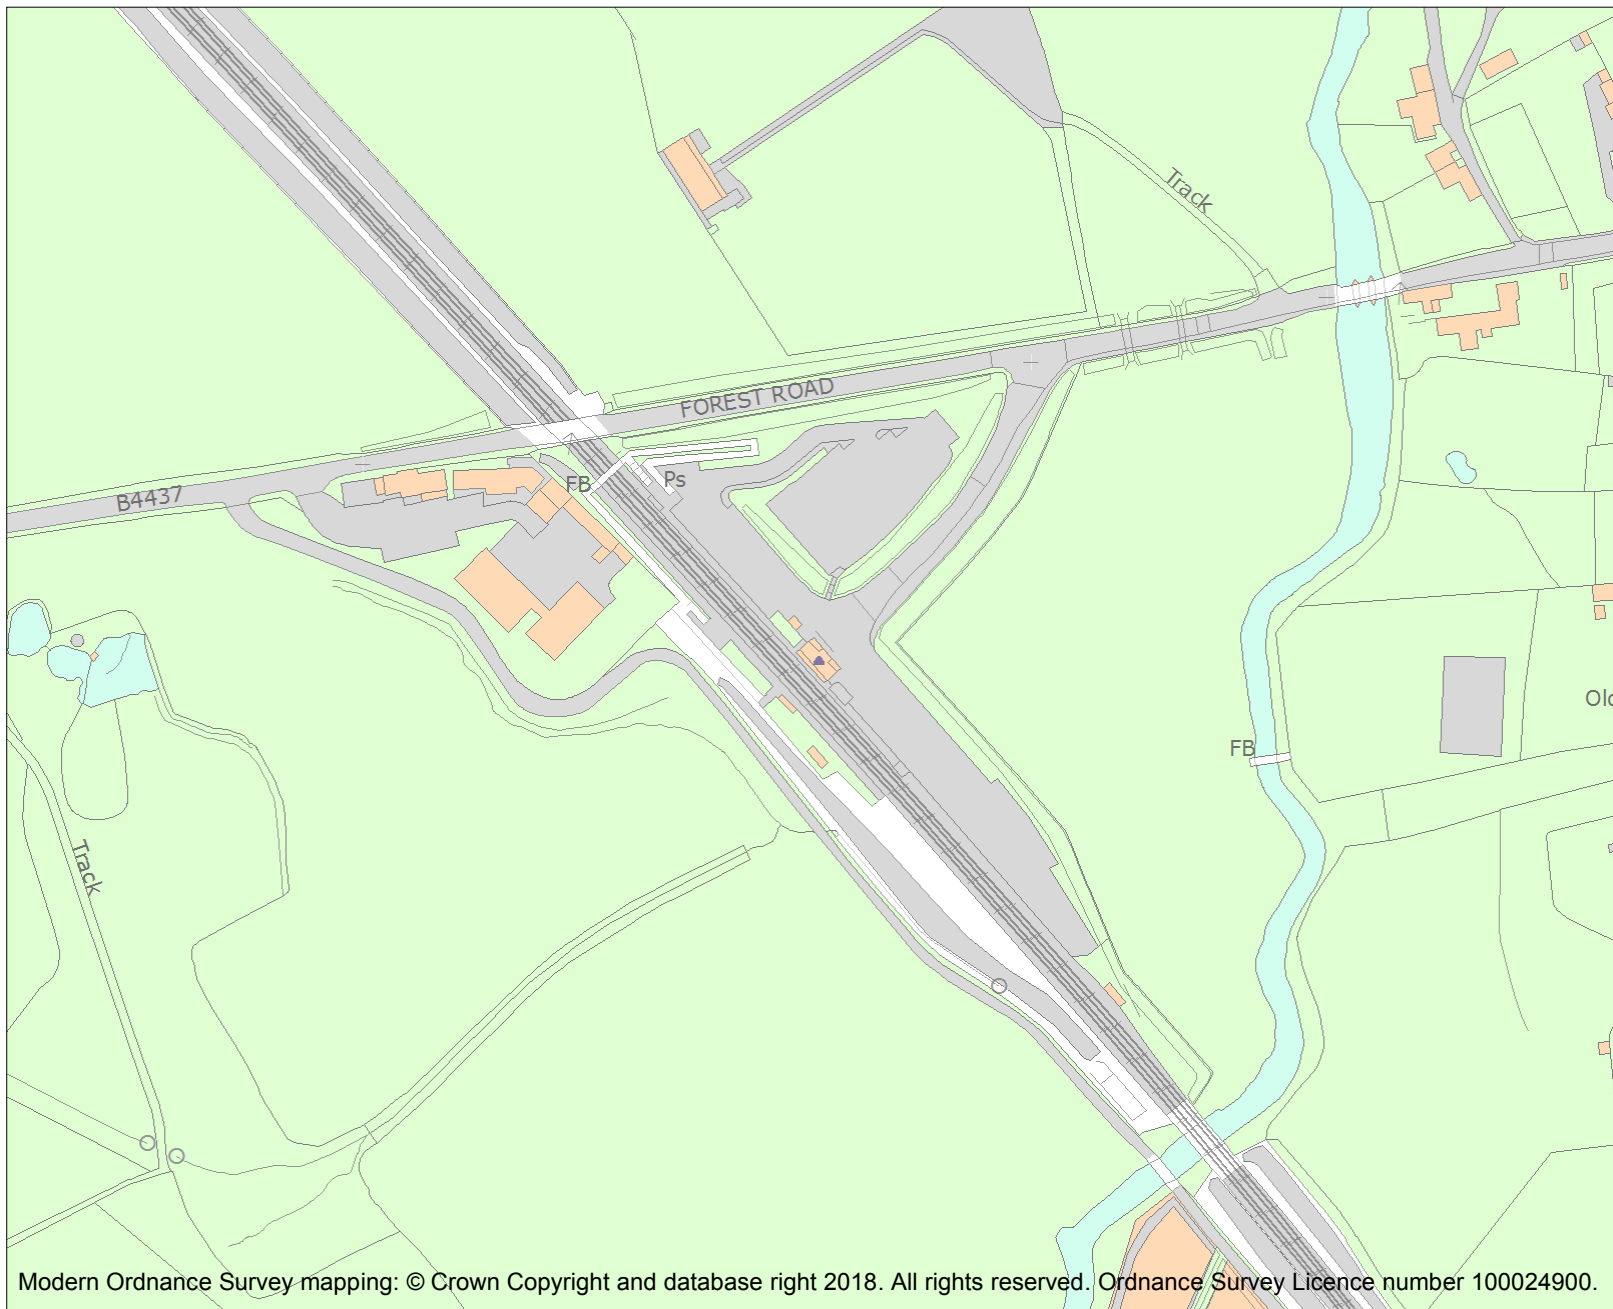 Track
FOREST ROAD
B4437
FB
Ps
FB
Track
Modern Ordnance Survey mapping: © Crown Copyright and database right 2018. All rights reserved. Ordnance Survey Licence number 100024900.